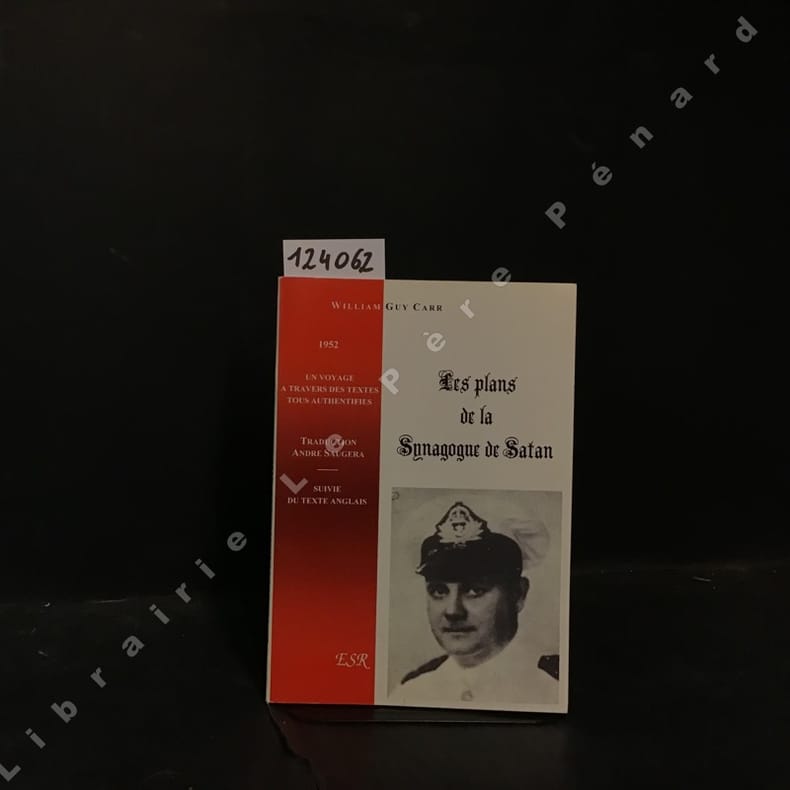 124062
WILLIAM GUY CARR
1952
UN VOYAGE
A TRAVERS DES TEXTES
TOUS AUTHENTIFIES
TRADUCTION
ANDRE SAUGERA
SUIVIE
DU TEXTE ANGLAIS
ESR
Les plans
de la
Synagogue de Satan
Librairie Le Père Pénard